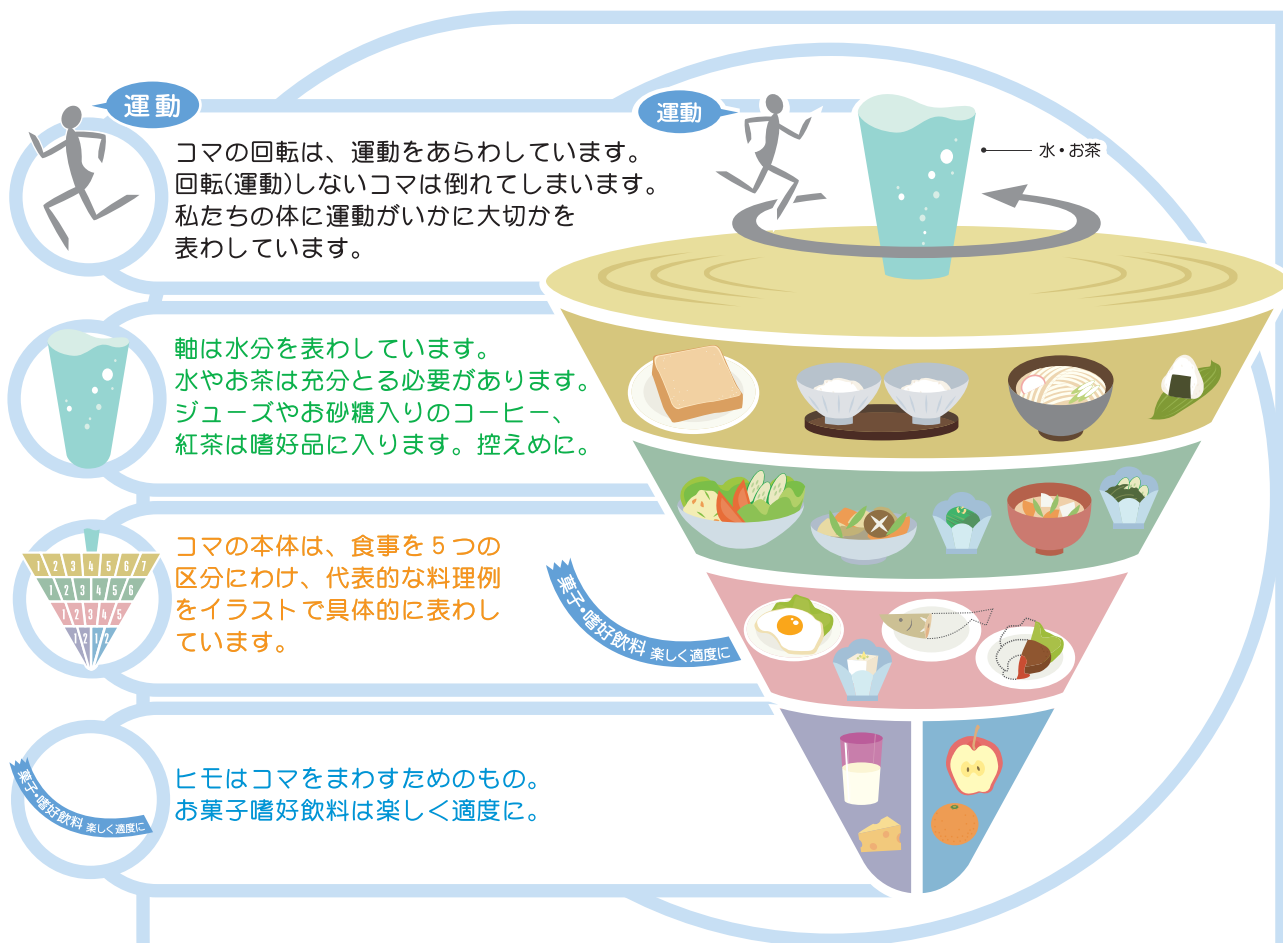 運動
コマの回転は、運動をあらわしています。
回転(運動)しないコマは倒れてしまいます。
私たちの体に運動がいかに大切かを
表わしています。
軸は水分を表わしています。
水やお茶は充分とる必要があります。
ジューズやお砂糖入りのコーヒー、
紅茶は嗜好品に入ります。控えめに。
1 2 3 4 5 6 7
1 2 3 4 5 6
1 2 3 4 5
1 2 1 2
コマの本体は、食事を5つの
区分にわけ、代表的な料理例
をイラストで具体的に表わし
ています。
菓子・嗜好飲料 楽しく適度に
ヒモはコマをまわすためのもの。
お菓子嗜好飲料は楽しく適度に。
運動
水・お茶
菓子・嗜好飲料 楽しく適度に